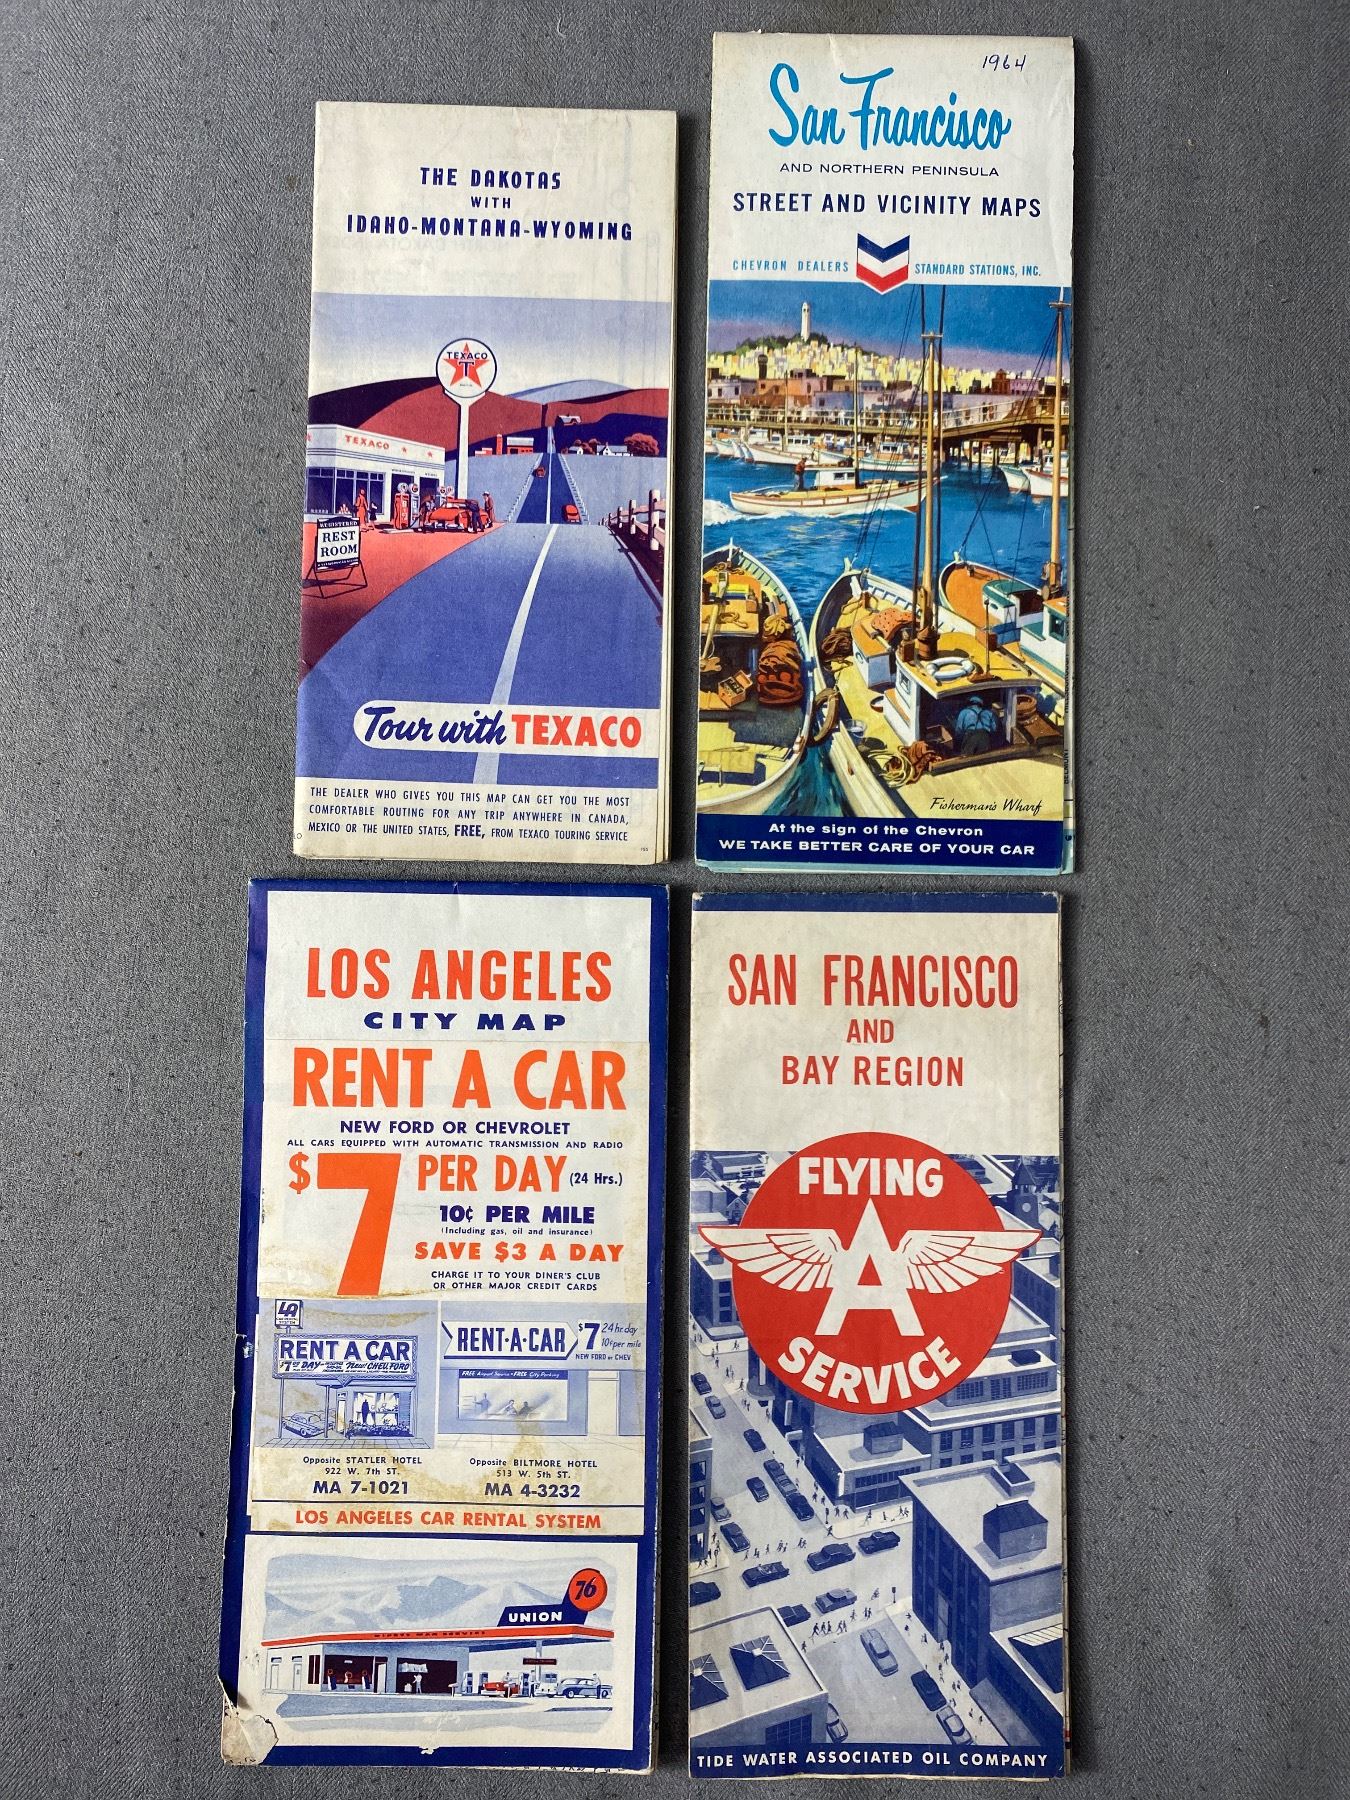 THE DAKOTAS
WITH
IDAHO-MONTANA-WYOMING
TEXACO
T
TEXACO
REGISTERED
REST
ROOM
Tour with TEXACO
THE DEALER WHO GIVES YOU THIS MAP CAN GET YOU THE MOST
COMFORTABLE ROUTING FOR ANY TRIP ANYWHERE IN CANADA,
MEXICO OR THE UNITED STATES, FREE, FROM TEXACO TOURING SERVICE
1964
San Francisco
AND NORTHERN PENINSULA
STREET AND VICINITY MAPS
CHEVRON DEALERS STANDARD STATIONS, INC.
Fisherman's Wharf
At the sign of the Chevron
WE TAKE BETTER CARE OF YOUR CAR
LOS ANGELES
CITY MAP
RENT A CAR
NEW FORD OR CHEVROLET
ALL CARS EQUIPPED WITH AUTOMATIC TRANSMISSION AND RADIO
$7 PER DAY (24 Hrs.)
10¢ PER MILE
(Including gas, oil and insurance)
SAVE $3 A DAY
CHARGE IT TO YOUR DINER'S CLUB
OR OTHER MAJOR CREDIT CARDS
LA
RENT A CAR
RENT-A-CAR
$7 24 hr day
10¢ per mile
NEW FORD or CHEV
FREE Airport Service • FREE City Parking
Opposite STATLER HOTEL
922 W. 7th ST.
MA 7-1021
Opposite BILTMORE HOTEL
513 W. 5th ST.
MA 4-3232
LOS ANGELES CAR RENTAL SYSTEM
76
UNION
SAN FRANCISCO
AND
BAY REGION
FLYING
A
SERVICE
TIDE WATER ASSOCIATED OIL COMPANY